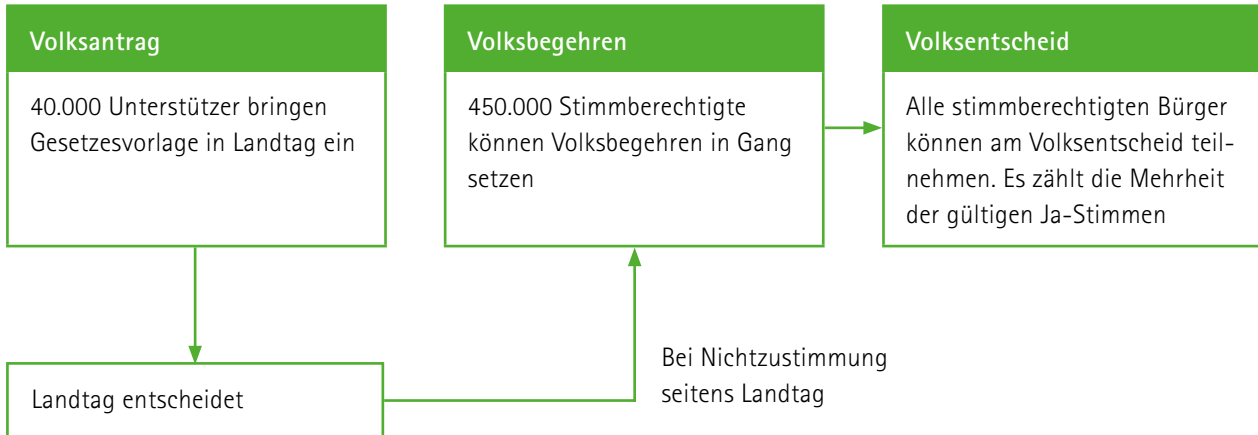 Volksantrag
40.000 Unterstützer bringen
Gesetzesvorlage in Landtag ein
Landtag entscheidet
Bei Nichtzustimmung
seitens Landtag
Volksbegehren
450.000 Stimmberechtigte
können Volksbegehren in Gang
setzen
Volksentscheid
Alle stimmberechtigten Bürger
können am Volksentscheid teil-
nehmen. Es zählt die Mehrheit
der gültigen Ja-Stimmen